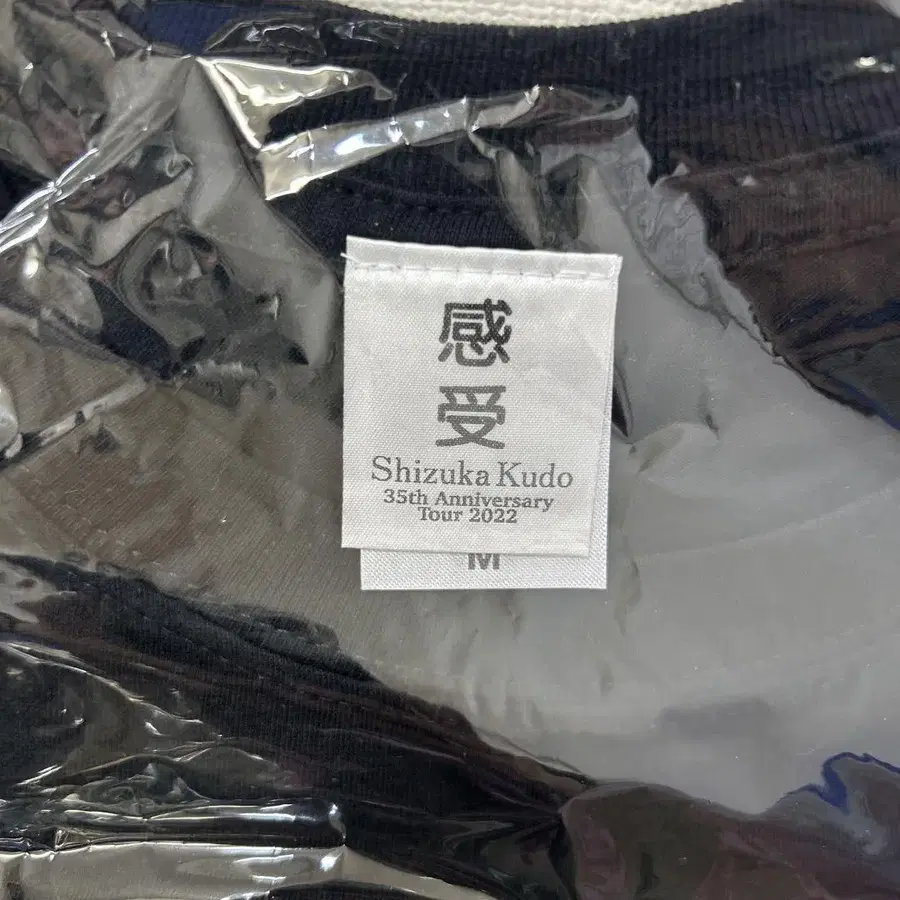 感
受
Shizuka Kudo
35th Anniversary
Tour 2022
M